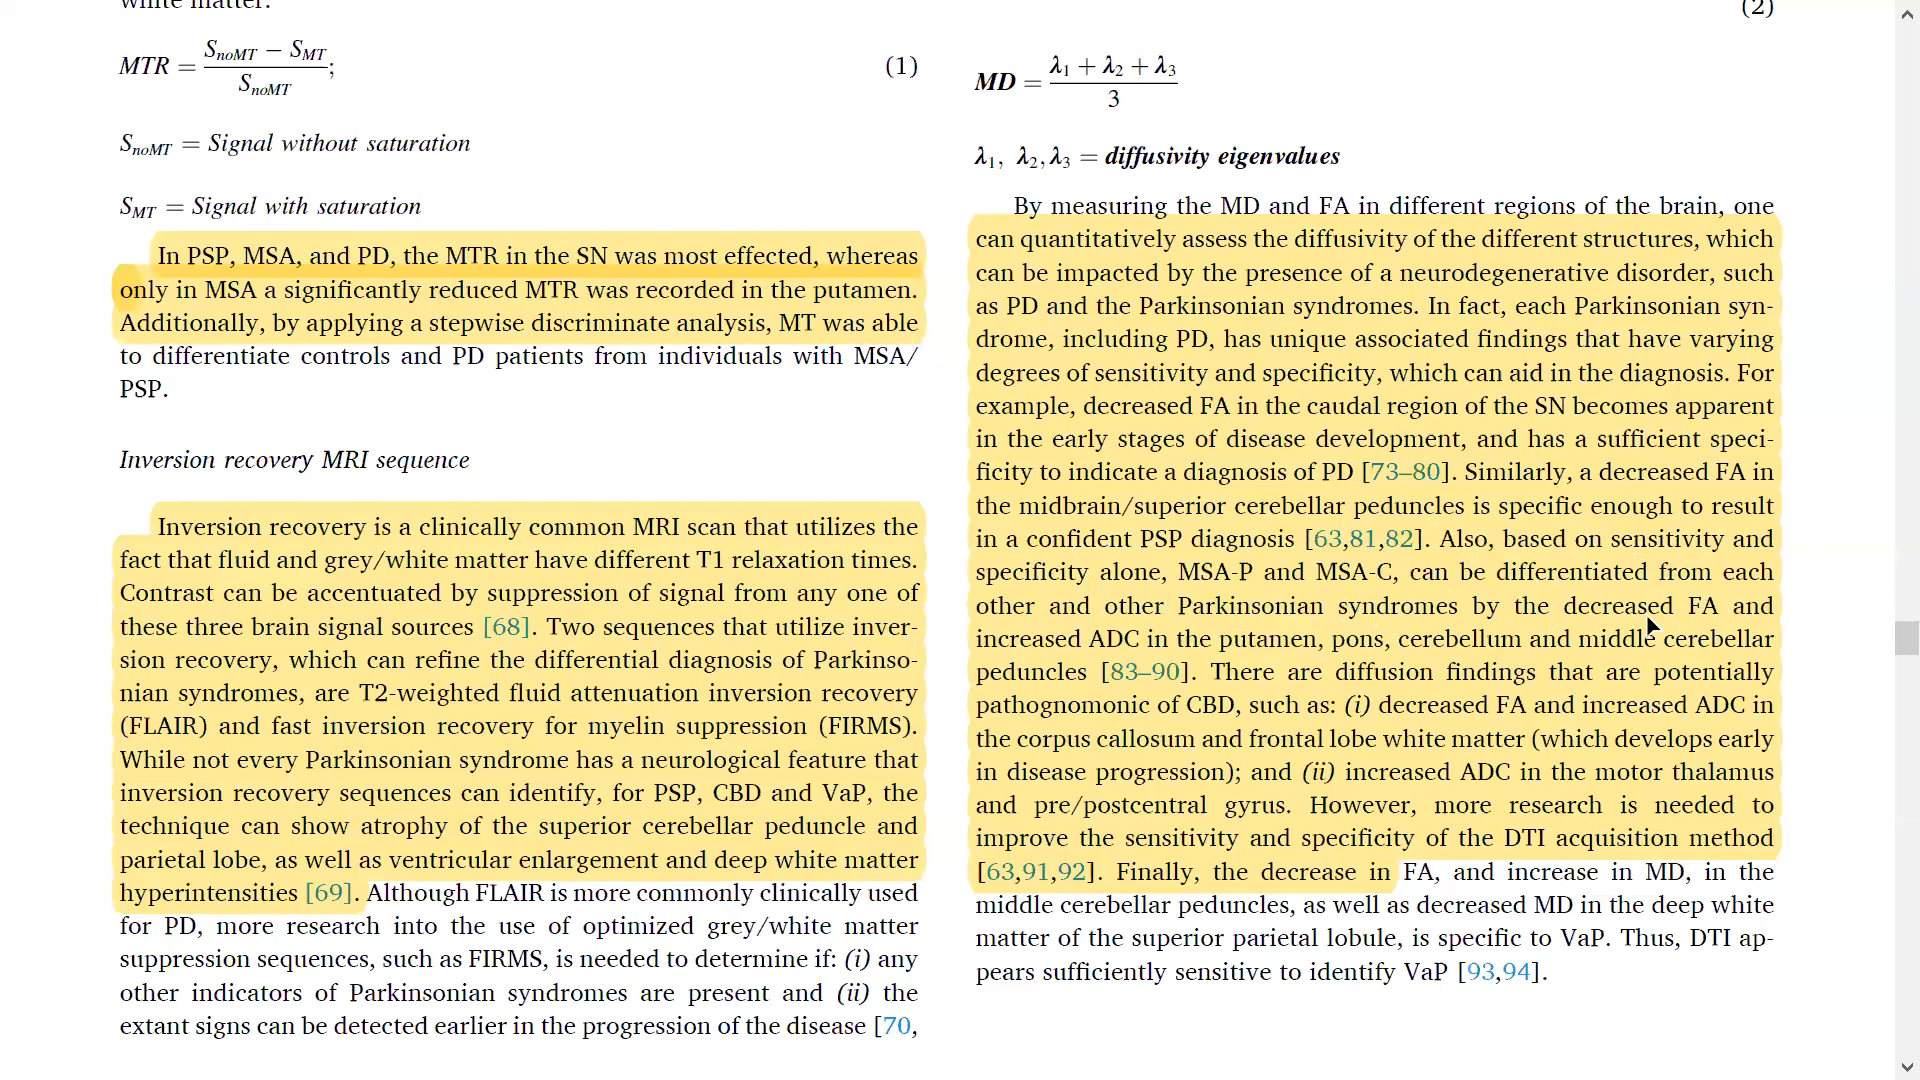 white matter.
MTR = (S_noMT − S_MT) / S_noMT; (1)
S_noMT = Signal without saturation
S_MT = Signal with saturation
In PSP, MSA, and PD, the MTR in the SN was most effected, whereas
only in MSA a significantly reduced MTR was recorded in the putamen.
Additionally, by applying a stepwise discriminate analysis, MT was able
to differentiate controls and PD patients from individuals with MSA/
PSP.
Inversion recovery MRI sequence
Inversion recovery is a clinically common MRI scan that utilizes the
fact that fluid and grey/white matter have different T1 relaxation times.
Contrast can be accentuated by suppression of signal from any one of
these three brain signal sources [68]. Two sequences that utilize inver-
sion recovery, which can refine the differential diagnosis of Parkinso-
nian syndromes, are T2-weighted fluid attenuation inversion recovery
(FLAIR) and fast inversion recovery for myelin suppression (FIRMS).
While not every Parkinsonian syndrome has a neurological feature that
inversion recovery sequences can identify, for PSP, CBD and VaP, the
technique can show atrophy of the superior cerebellar peduncle and
parietal lobe, as well as ventricular enlargement and deep white matter
hyperintensities [69]. Although FLAIR is more commonly clinically used
for PD, more research into the use of optimized grey/white matter
suppression sequences, such as FIRMS, is needed to determine if: (i) any
other indicators of Parkinsonian syndromes are present and (ii) the
extant signs can be detected earlier in the progression of the disease [70,
(2)
MD = (λ1 + λ2 + λ3) / 3
λ1, λ2, λ3 = diffusivity eigenvalues
By measuring the MD and FA in different regions of the brain, one
can quantitatively assess the diffusivity of the different structures, which
can be impacted by the presence of a neurodegenerative disorder, such
as PD and the Parkinsonian syndromes. In fact, each Parkinsonian syn-
drome, including PD, has unique associated findings that have varying
degrees of sensitivity and specificity, which can aid in the diagnosis. For
example, decreased FA in the caudal region of the SN becomes apparent
in the early stages of disease development, and has a sufficient speci-
ficity to indicate a diagnosis of PD [73–80]. Similarly, a decreased FA in
the midbrain/superior cerebellar peduncles is specific enough to result
in a confident PSP diagnosis [63,81,82]. Also, based on sensitivity and
specificity alone, MSA-P and MSA-C, can be differentiated from each
other and other Parkinsonian syndromes by the decreased FA and
increased ADC in the putamen, pons, cerebellum and middle cerebellar
peduncles [83–90]. There are diffusion findings that are potentially
pathognomonic of CBD, such as: (i) decreased FA and increased ADC in
the corpus callosum and frontal lobe white matter (which develops early
in disease progression); and (ii) increased ADC in the motor thalamus
and pre/postcentral gyrus. However, more research is needed to
improve the sensitivity and specificity of the DTI acquisition method
[63,91,92]. Finally, the decrease in FA, and increase in MD, in the
middle cerebellar peduncles, as well as decreased MD in the deep white
matter of the superior parietal lobule, is specific to VaP. Thus, DTI ap-
pears sufficiently sensitive to identify VaP [93,94].